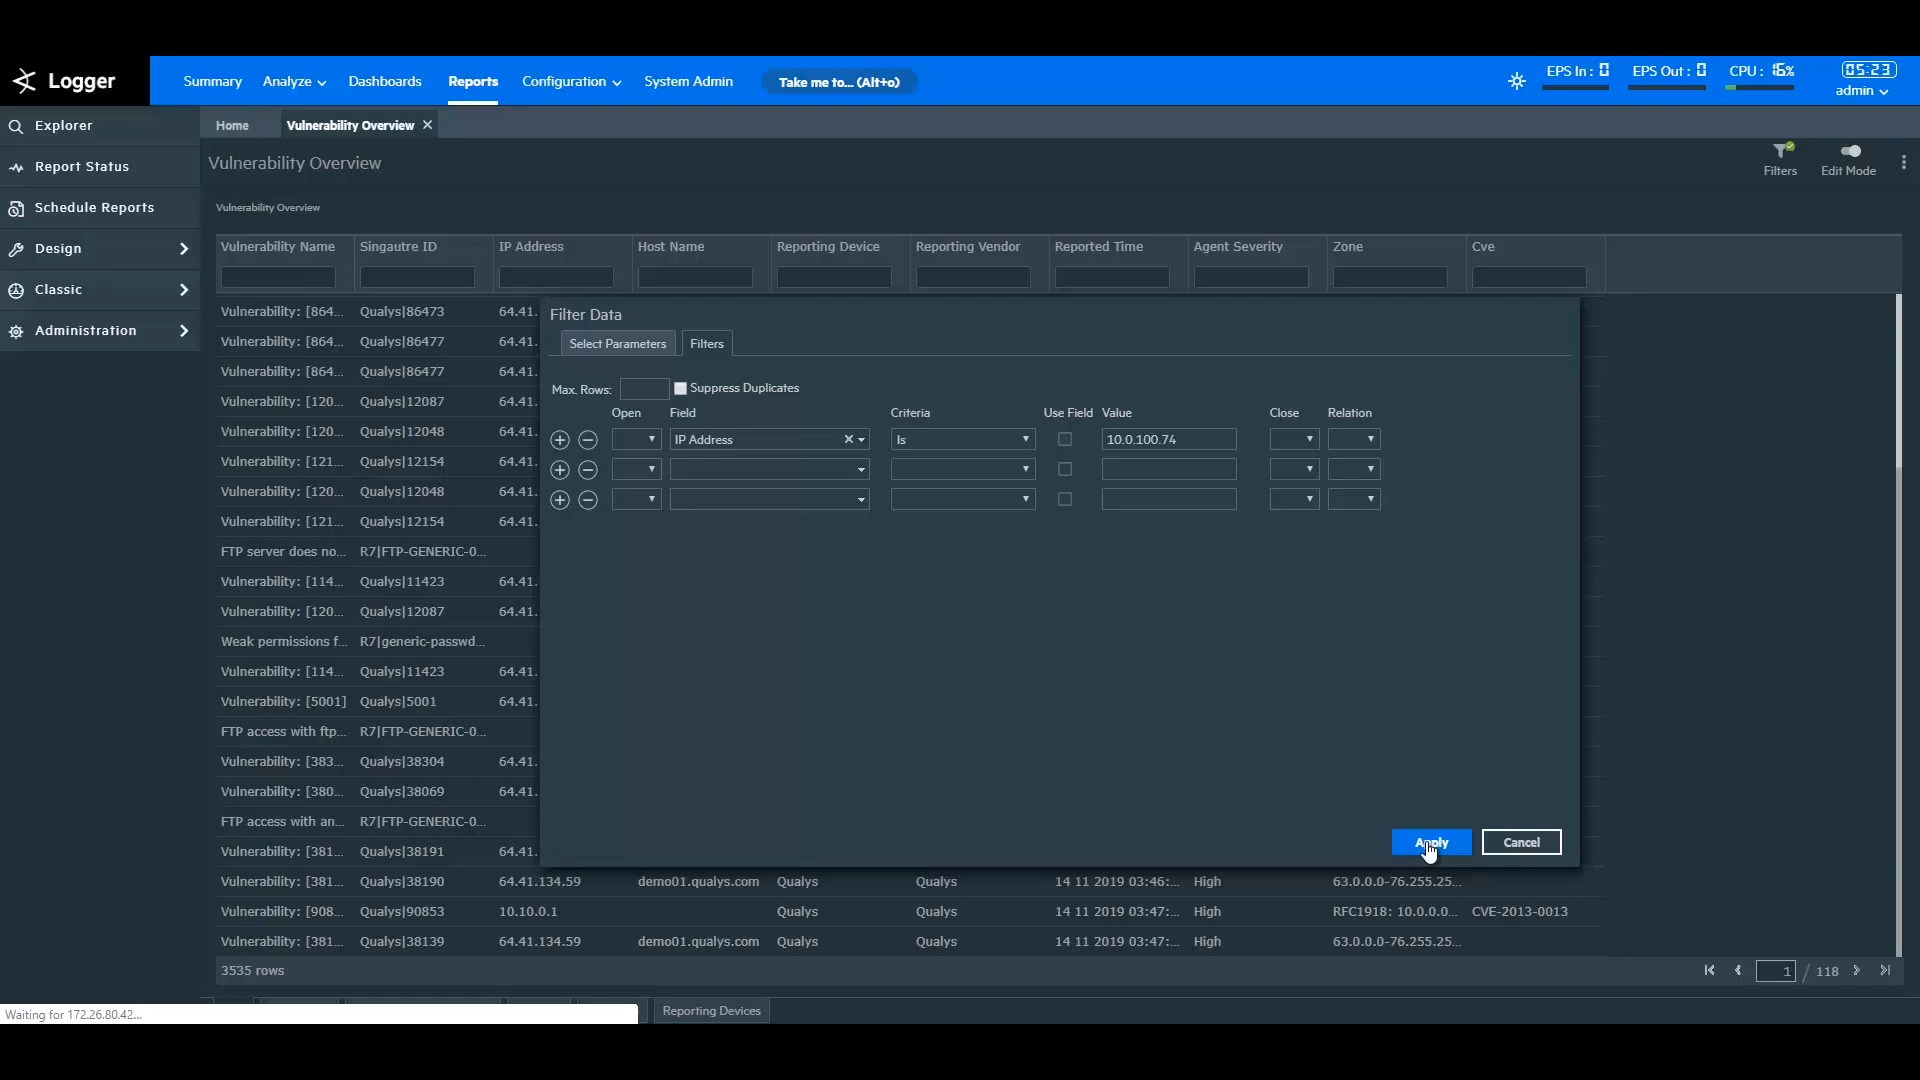 Logger
Summary Analyze Dashboards Reports Configuration System Admin Take me to... (Alt+o) EPS In : 0 EPS Out : 0 CPU : 16% 05:23
admin
Explorer
Report Status
Schedule Reports
Design
Classic
Administration
Home Vulnerability Overview
Vulnerability Overview
Filters Edit Mode
Vulnerability Overview
Vulnerability Name Singautre ID IP Address Host Name Reporting Device Reporting Vendor Reported Time Agent Severity Zone Cve
Vulnerability: [864... Qualys|86473 64.41.
Vulnerability: [864... Qualys|86477 64.41.
Vulnerability: [864... Qualys|86477 64.41.
Vulnerability: [120... Qualys|12087 64.41.
Vulnerability: [120... Qualys|12048 64.41.
Vulnerability: [121... Qualys|12154 64.41.
Vulnerability: [120... Qualys|12048 64.41.
Vulnerability: [121... Qualys|12154 64.41.
FTP server does no... R7|FTP-GENERIC-0...
Vulnerability: [114... Qualys|11423 64.41.
Vulnerability: [120... Qualys|12087 64.41.
Weak permissions f... R7|generic-passwd...
Vulnerability: [114... Qualys|11423 64.41.
Vulnerability: [5001] Qualys|5001 64.41.
FTP access with ftp... R7|FTP-GENERIC-0...
Vulnerability: [383... Qualys|38304 64.41.
Vulnerability: [380... Qualys|38069 64.41.
FTP access with an... R7|FTP-GENERIC-0...
Vulnerability: [381... Qualys|38191 64.41.
Vulnerability: [381... Qualys|38190 64.41.134.59 demo01.qualys.com Qualys Qualys 14 11 2019 03:46:... High 63.0.0.0-76.255.25...
Vulnerability: [908... Qualys|90853 10.10.0.1 Qualys Qualys 14 11 2019 03:47:... High RFC1918: 10.0.0.0... CVE-2013-0013
Vulnerability: [381... Qualys|38139 64.41.134.59 demo01.qualys.com Qualys Qualys 14 11 2019 03:47:... High 63.0.0.0-76.255.25...
Filter Data
Select Parameters Filters
Max. Rows: Suppress Duplicates
Open Field Criteria Use Field Value Close Relation
IP Address Is 10.0.100.74
Apply Cancel
3535 rows 1 / 118
Reporting Devices
Waiting for 172.26.80.42...